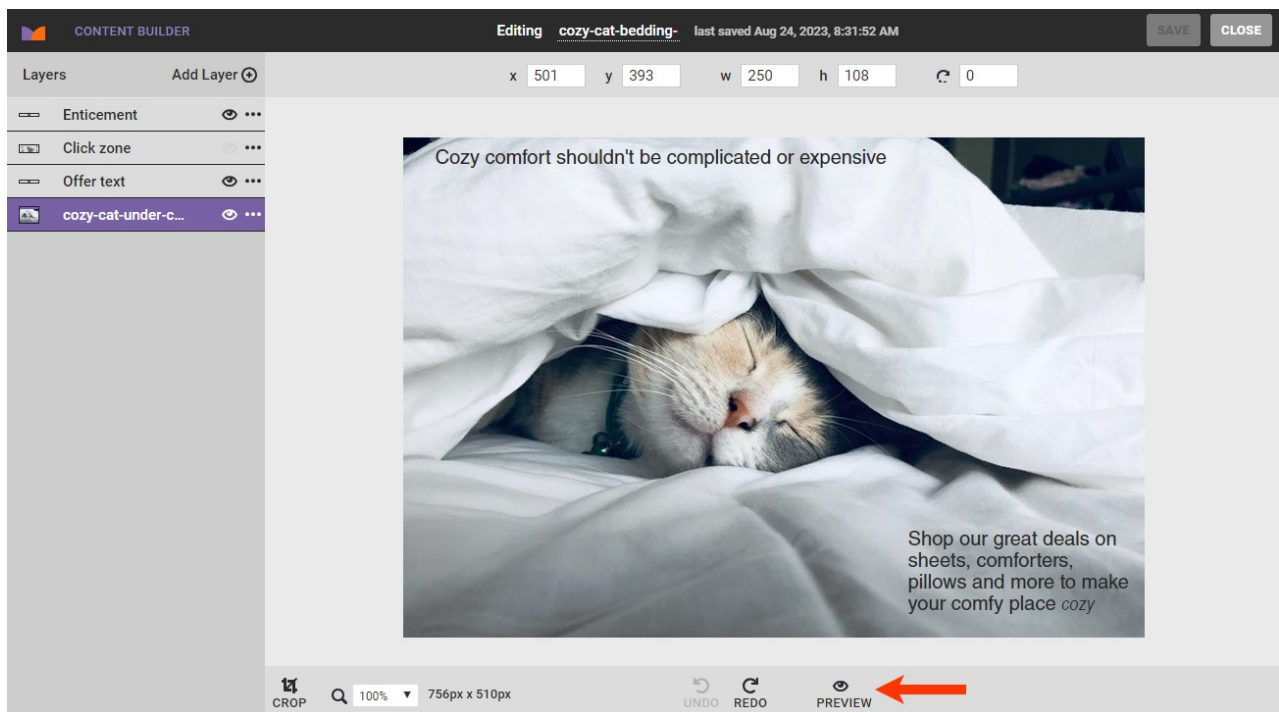 CONTENT BUILDER
Editing cozy-cat-bedding- last saved Aug 24, 2023, 8:31:52 AM
SAVE CLOSE
Layers Add Layer
x 501 y 393 w 250 h 108 0
Enticement
Click zone
Offer text
cozy-cat-under-c...
Cozy comfort shouldn't be complicated or expensive
Shop our great deals on
sheets, comforters,
pillows and more to make
your comfy place cozy
CROP 100% 756px x 510px UNDO REDO PREVIEW